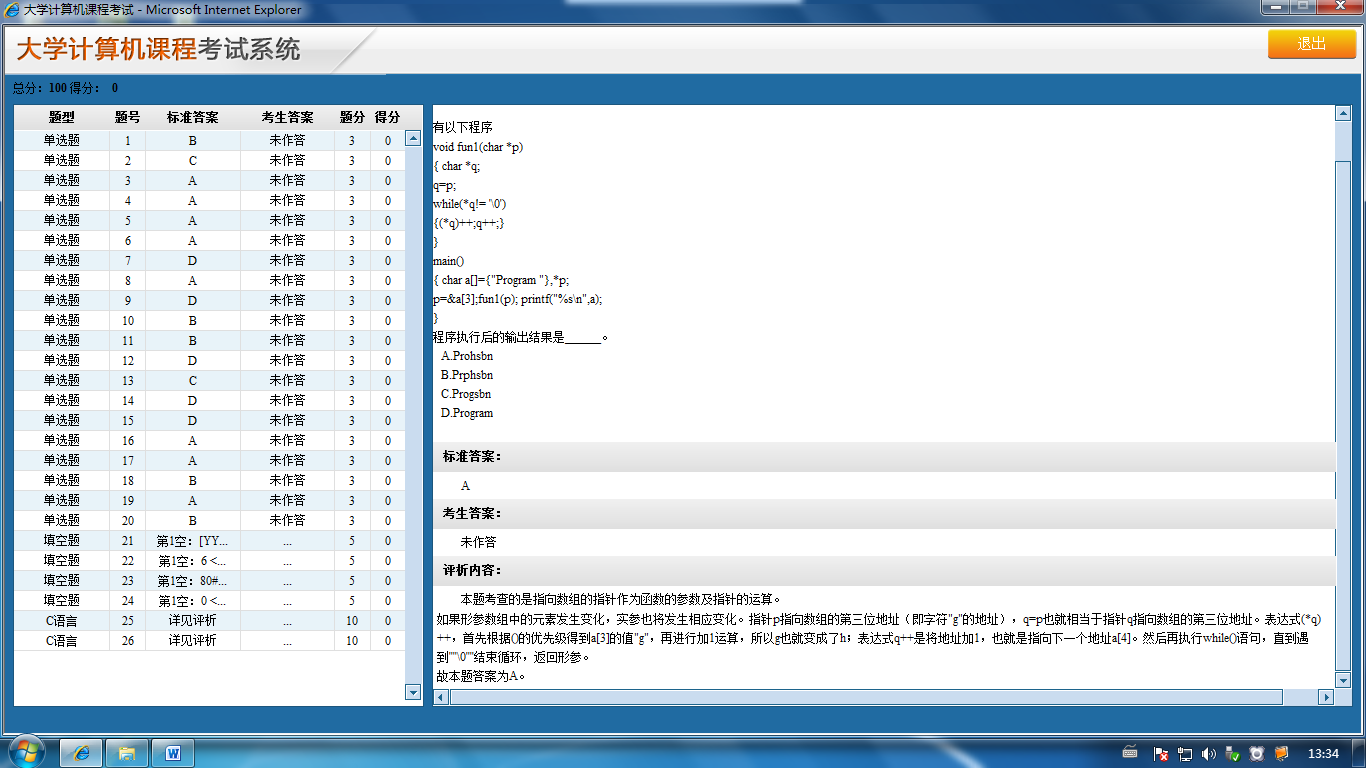 大学计算机课程考试 - Microsoft Internet Explorer
大学计算机课程考试系统
退出
总分：100 得分： 0
题型 题号 标准答案 考生答案 题分 得分
单选题 1 B 未作答 3 0
单选题 2 C 未作答 3 0
单选题 3 A 未作答 3 0
单选题 4 A 未作答 3 0
单选题 5 A 未作答 3 0
单选题 6 A 未作答 3 0
单选题 7 D 未作答 3 0
单选题 8 A 未作答 3 0
单选题 9 D 未作答 3 0
单选题 10 B 未作答 3 0
单选题 11 B 未作答 3 0
单选题 12 D 未作答 3 0
单选题 13 C 未作答 3 0
单选题 14 D 未作答 3 0
单选题 15 D 未作答 3 0
单选题 16 A 未作答 3 0
单选题 17 A 未作答 3 0
单选题 18 B 未作答 3 0
单选题 19 A 未作答 3 0
单选题 20 B 未作答 3 0
填空题 21 第1空：[YY... ... 5 0
填空题 22 第1空：6 <... ... 5 0
填空题 23 第1空：80#... ... 5 0
填空题 24 第1空：0 <... ... 5 0
C语言 25 详见评析 ... 10 0
C语言 26 详见评析 ... 10 0
有以下程序
void fun1(char *p)
{ char *q;
q=p;
while(*q!= '\0')
{(*q)++;q++;}
}
main()
{ char a[]={"Program "},*p;
p=&a[3];fun1(p); printf("%s\n",a);
}
程序执行后的输出结果是______。
A.Prohsbn
B.Prphsbn
C.Progsbn
D.Program
标准答案：
A
考生答案：
未作答
评析内容：
本题考查的是指向数组的指针作为函数的参数及指针的运算。
如果形参数组中的元素发生变化，实参也将发生相应变化。指针p指向数组的第三位地址（即字符"g"的地址），q=p也就相当于指针q指向数组的第三位地址。表达式(*q)
++，首先根据()的优先级得到a[3]的值"g"，再进行加1运算，所以g也就变成了h；表达式q++是将地址加1，也就是指向下一个地址a[4]。然后再执行while()语句，直到遇
到""\0""结束循环，返回形参。
故本题答案为A。
13:34